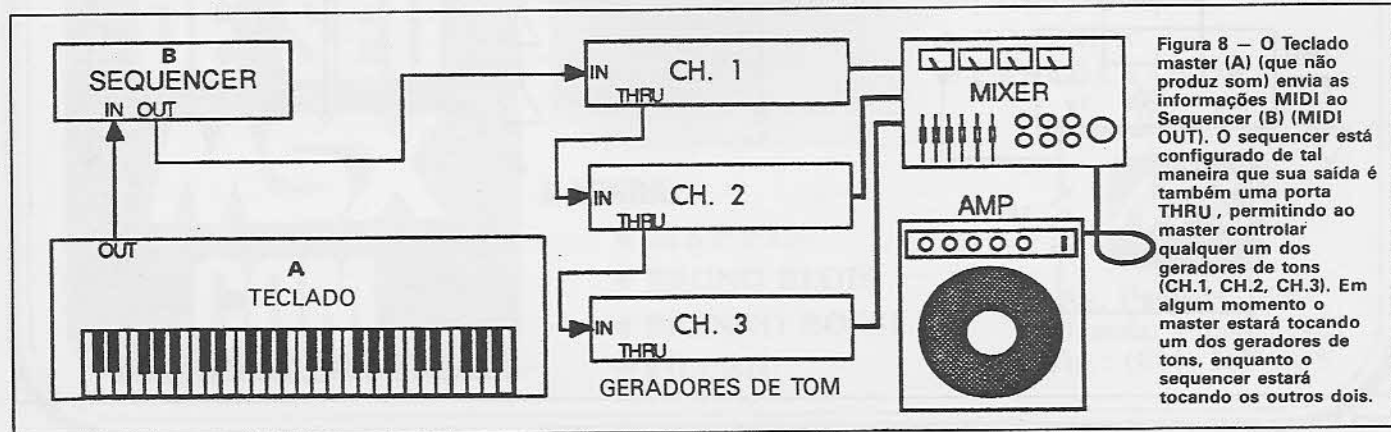 B
SEQUENCER
IN OUT
OUT
A
TECLADO
IN
CH. 1
THRU
IN
CH. 2
THRU
IN
CH. 3
THRU
GERADORES DE TOM
MIXER
AMP
Figura 8 — O Teclado
master (A) (que não
produz som) envia as
informações MIDI ao
Sequencer (B) (MIDI
OUT). O sequencer está
configurado de tal
maneira que sua saída é
também uma porta
THRU , permitindo ao
master controlar
qualquer um dos
geradores de tons
(CH.1, CH.2, CH.3). Em
algum momento o
master estará tocando
um dos geradores de
tons, enquanto o
sequencer estará
tocando os outros dois.